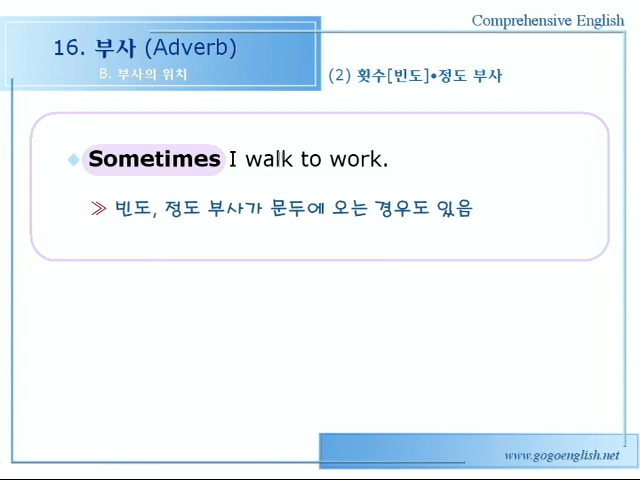 Comprehensive English
16. 부사 (Adverb)
B. 부사의 위치
(2) 횟수[빈도]•정도 부사
Sometimes I walk to work.
≫ 빈도, 정도 부사가 문두에 오는 경우도 있음
www.gogoenglish.net